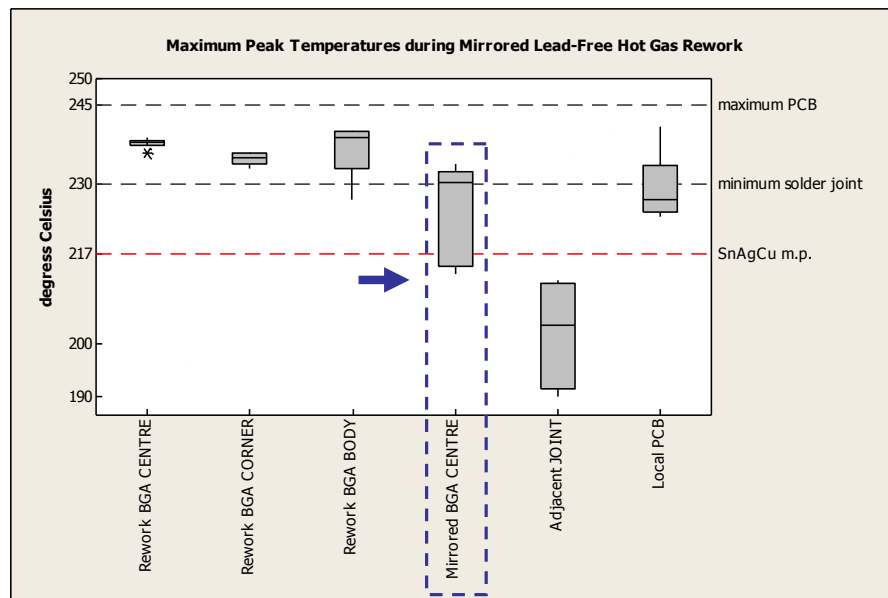 Maximum Peak Temperatures during Mirrored Lead-Free Hot Gas Rework
degress Celsius
250
245
230
217
200
190
maximum PCB
minimum solder joint
SnAgCu m.p.
Rework BGA CENTRE
Rework BGA CORNER
Rework BGA BODY
Mirrored BGA CENTRE
Adjacent JOINT
Local PCB